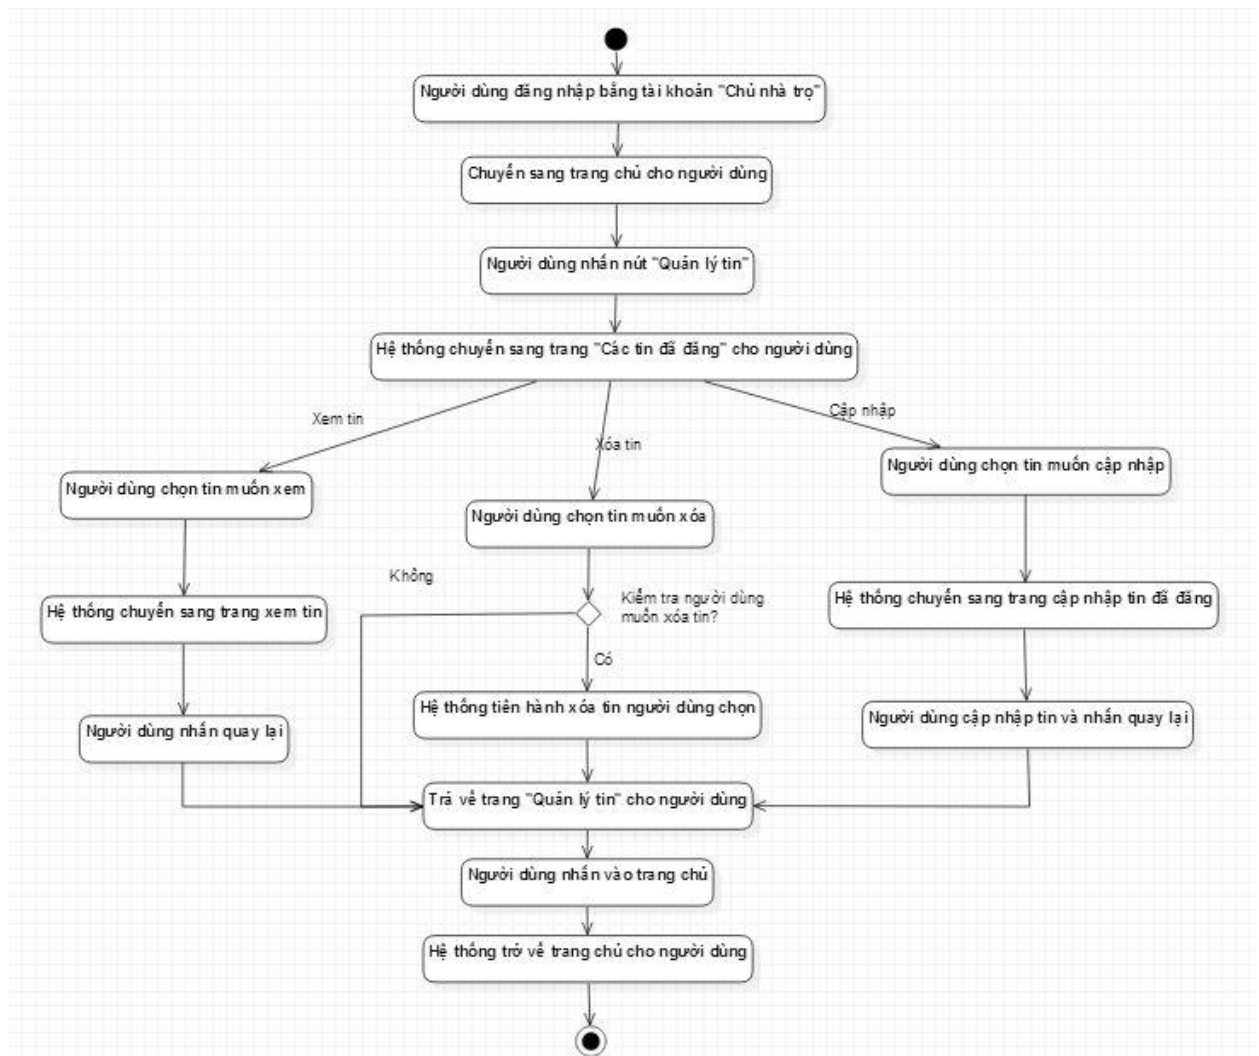 Người dùng đăng nhập bằng tài khoản "Chủ nhà trọ"
Chuyển sang trang chủ cho người dùng
Người dùng nhấn nút "Quản lý tin"
Hệ thống chuyển sang trang "Các tin đã đăng" cho người dùng
Xem tin
Xóa tin
Cập nhập
Người dùng chọn tin muốn xem
Người dùng chọn tin muốn xóa
Người dùng chọn tin muốn cập nhập
Không
Kiểm tra người dùng
muốn xóa tin?
Hệ thống chuyển sang trang xem tin
Hệ thống chuyển sang trang cập nhập tin đã đăng
Có
Hệ thống tiên hành xóa tin người dùng chọn
Người dùng nhấn quay lại
Người dùng cập nhập tin và nhấn quay lại
Trả về trang "Quản lý tin" cho người dùng
Người dùng nhấn vào trang chủ
Hệ thống trở về trang chủ cho người dùng